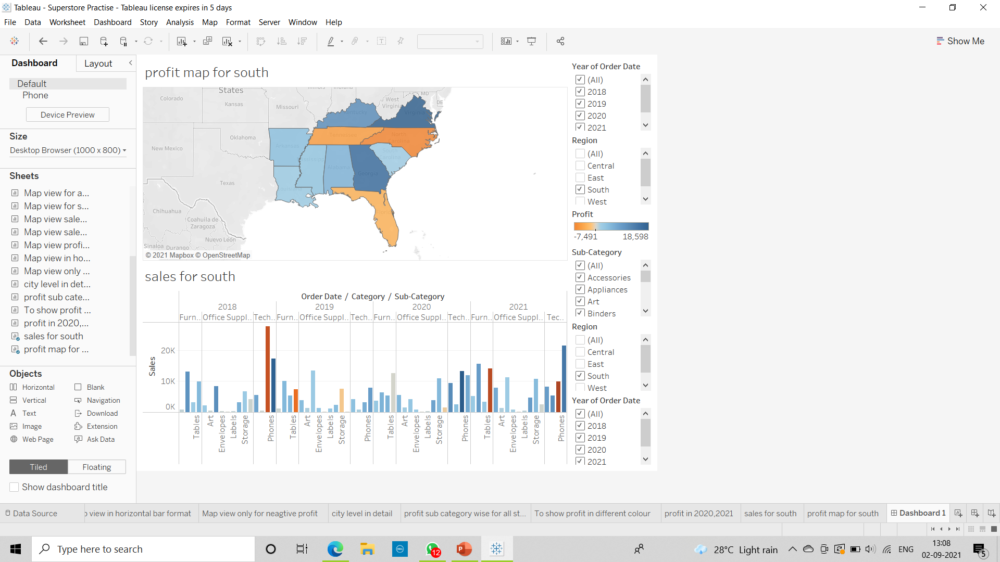 Tableau - Superstore Practise - Tableau license expires in 5 days
File Data Worksheet Dashboard Story Analysis Map Format Server Window Help
Show Me
Dashboard
Layout
Default
Phone
Device Preview
Size
Desktop Browser (1000 x 800)
Sheets
Map view for a...
Map view for s...
Map view sale...
Map view sale...
Map view profi...
Map view in ho...
Map view only ...
city level in det...
profit sub cate...
To show profit ...
profit in 2020,...
sales for south
profit map for ...
Objects
Horizontal
Blank
Vertical
Navigation
Text
Download
Image
Extension
Web Page
Ask Data
Tiled
Floating
Show dashboard title
profit map for south
States
Colorado
Kansas
Missouri
West
Virginia
MD
DE
Virginia
Oklahoma
Arkansas
Tennessee
North
Carolina
New Mexico
South
Carolina
Mississippi
Alabama
Georgia
Texas
Chihuahua
Coahuila de
Zaragoza
Nuevo León
Sinaloa
Durango
© 2021 Mapbox © OpenStreetMap
sales for south
Order Date / Category / Sub-Category
2018 2019 2020 2021
Furn.. Office Suppl.. Tech.. Furn.. Office Suppl.. Tech.. Furn.. Office Suppl.. Tech.. Furn.. Office Suppl.. Tec..
Sales
20K
10K
0K
Tables Art Envelopes Labels Storage Phones Tables Art Envelopes Labels Storage Phones Tables Art Envelopes Labels Storage Phones Tables Art Envelopes Labels Storage Phones
Year of Order Date
(All)
2018
2019
2020
2021
Region
(All)
Central
East
South
West
Profit
-7,491 18,598
Sub-Category
(All)
Accessories
Appliances
Art
Binders
Region
(All)
Central
East
South
West
Year of Order Date
(All)
2018
2019
2020
2021
Data Source
view in horizontal bar format
Map view only for neagtive profit
city level in detail
profit sub category wise for all st...
To show profit in different colour
profit in 2020,2021
sales for south
profit map for south
Dashboard 1
Type here to search
DELL
12
P
28°C Light rain
ENG
13:08
02-09-2021
5